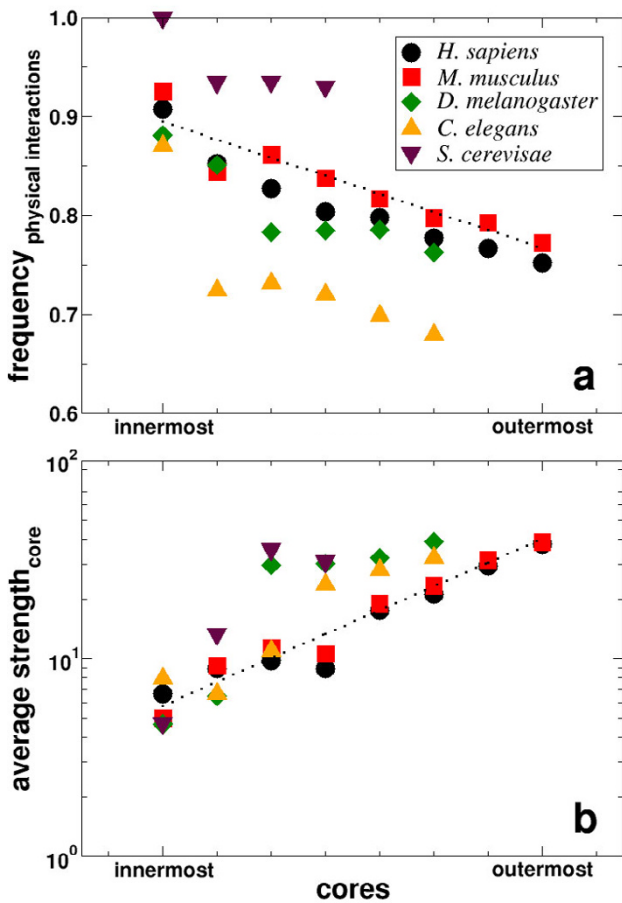 1.0
0.9
0.8
0.7
0.6
frequency physical interactions
H. sapiens
M. musculus
D. melanogaster
C. elegans
S. cerevisae
a
innermost
outermost
10²
10¹
10⁰
average strength core
b
innermost
outermost
cores